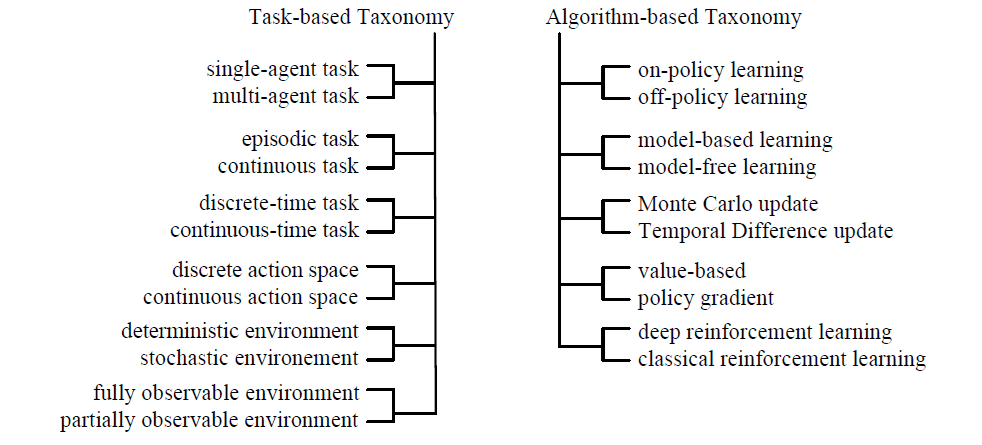 Task-based Taxonomy
single-agent task
multi-agent task
episodic task
continuous task
discrete-time task
continuous-time task
discrete action space
continuous action space
deterministic environment
stochastic environement
fully observable environment
partially observable environment
Algorithm-based Taxonomy
on-policy learning
off-policy learning
model-based learning
model-free learning
Monte Carlo update
Temporal Difference update
value-based
policy gradient
deep reinforcement learning
classical reinforcement learning